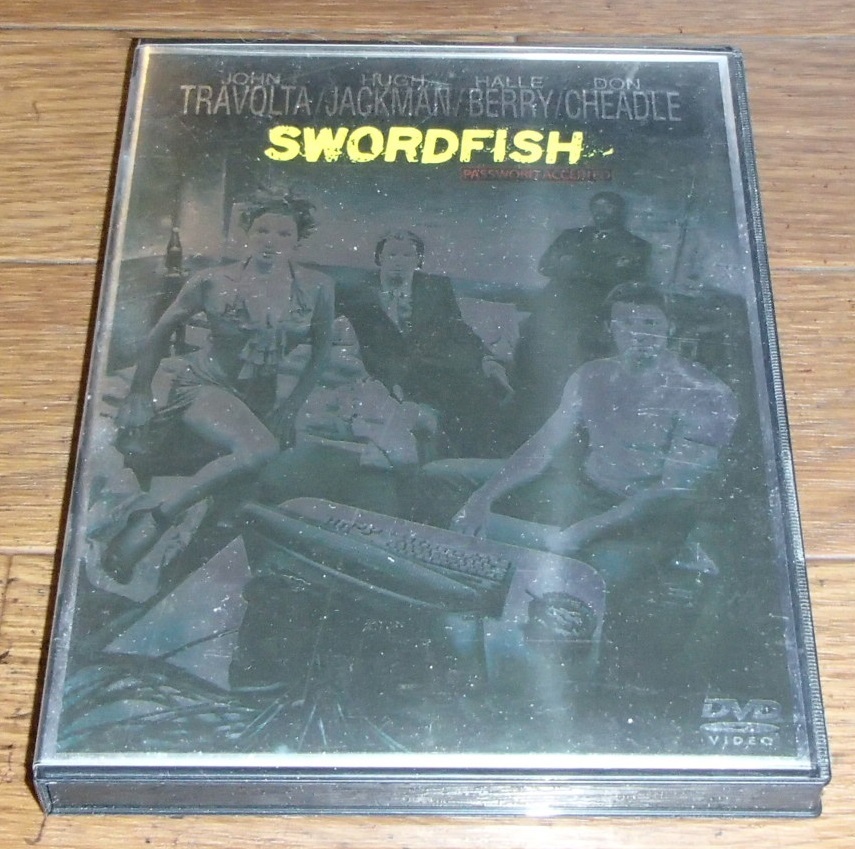 JOHN HUGH HALLE DON
TRAVOLTA/JACKMAN/BERRY/CHEADLE
SWORDFISH
PASSWORD ACCEPTED
DVD
VIDEO